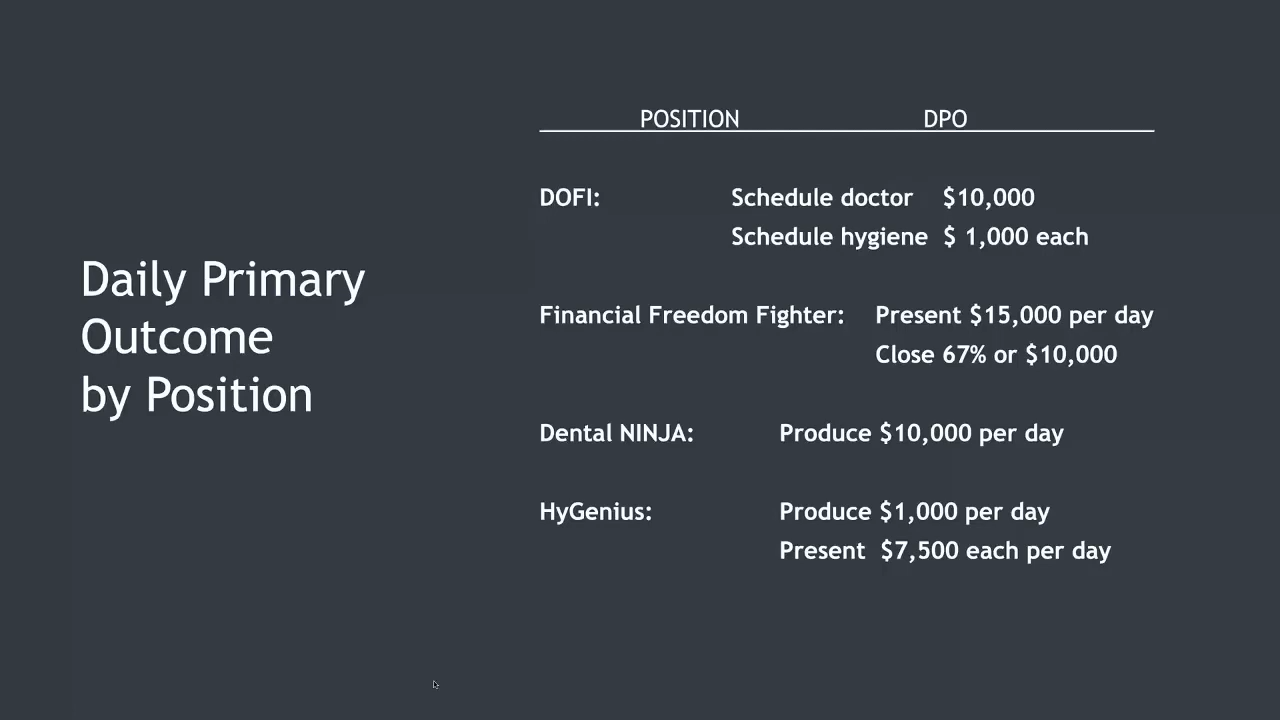 Daily Primary
Outcome
by Position
POSITION DPO
DOFI: Schedule doctor $10,000
Schedule hygiene $ 1,000 each
Financial Freedom Fighter: Present $15,000 per day
Close 67% or $10,000
Dental NINJA: Produce $10,000 per day
HyGenius: Produce $1,000 per day
Present $7,500 each per day